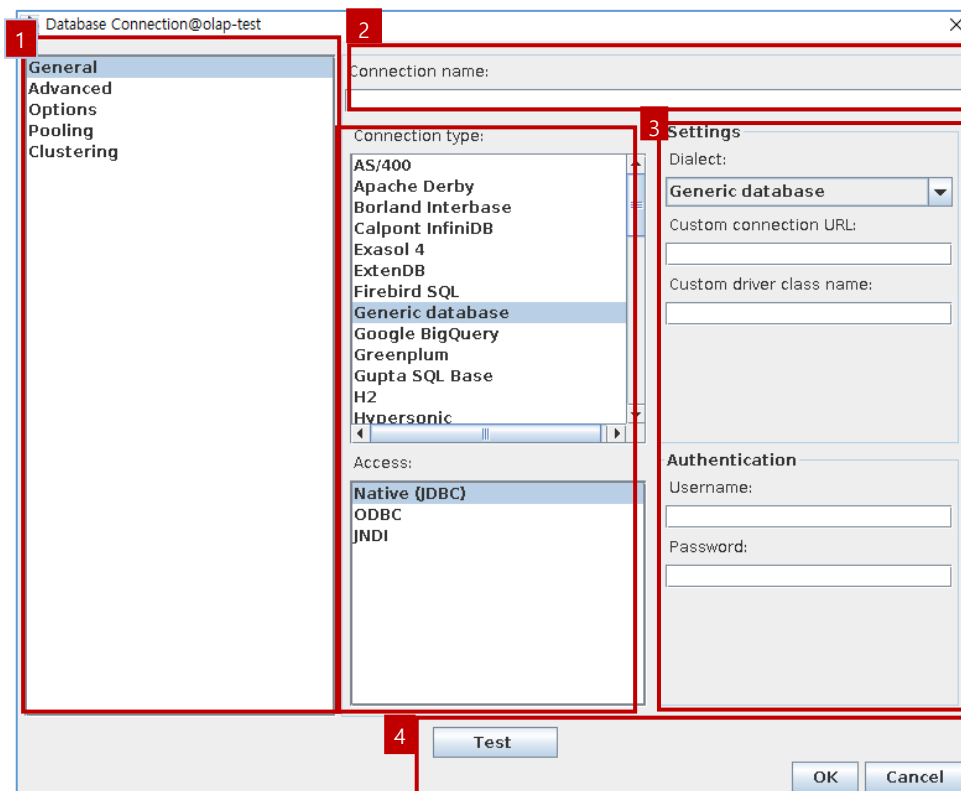 Database Connection@olap-test
1
2
General
Advanced
Options
Pooling
Clustering
Connection name:
Connection type:
AS/400
Apache Derby
Borland Interbase
Calpont InfiniDB
Exasol 4
ExtenDB
Firebird SQL
Generic database
Google BigQuery
Greenplum
Gupta SQL Base
H2
Hypersonic
Access:
Native (JDBC)
ODBC
JNDI
3
Settings
Dialect:
Generic database
Custom connection URL:
Custom driver class name:
Authentication
Username:
Password:
4
Test
OK
Cancel